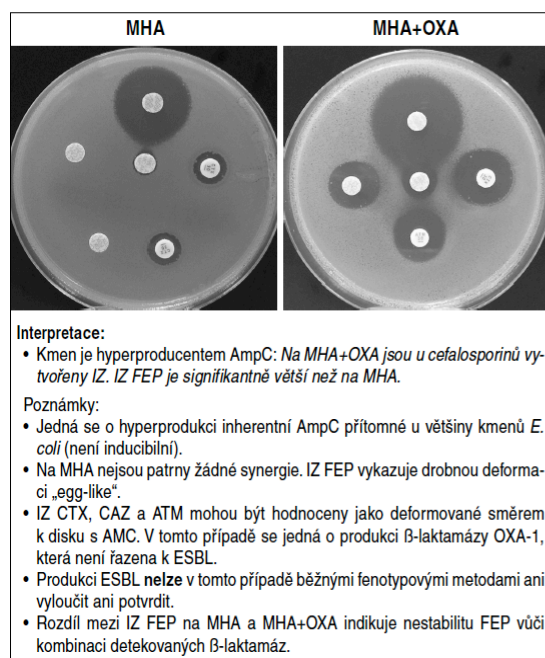 MHA
MHA+OXA
Interpretace:
• Kmen je hyperproducentem AmpC: Na MHA+OXA jsou u cefalosporinů vy-
tvořeny IZ. IZ FEP je signifikantně větší než na MHA.
Poznámky:
• Jedná se o hyperprodukci inherentní AmpC přítomné u většiny kmenů E.
coli (není inducibilní).
• Na MHA nejsou patrny žádné synergie. IZ FEP vykazuje drobnou deforma-
ci „egg-like“.
• IZ CTX, CAZ a ATM mohou být hodnoceny jako deformované směrem
k disku s AMC. V tomto případě se jedná o produkci ß-laktamázy OXA-1,
která není řazena k ESBL.
• Produkci ESBL nelze v tomto případě běžnými fenotypovými metodami ani
vyloučit ani potvrdit.
• Rozdíl mezi IZ FEP na MHA a MHA+OXA indikuje nestabilitu FEP vůči
kombinaci detekovaných ß-laktamáz.